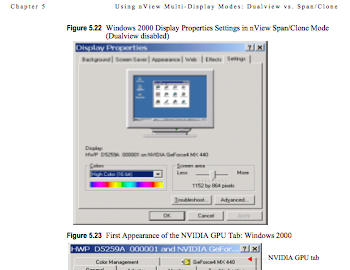 Chapter 5 Using nView Multi-Display Modes: Dualview vs. Span/Clone
Figure 5.22 Windows 2000 Display Properties Settings in nView Span/Clone Mode
(Dualview disabled)
Display Properties
Background Screen Saver Appearance Web Effects Settings
Display:
HWP D5259A 000001 on NVIDIA GeForce4 MX 440
Colors Screen area
High Color (16 bit) Less More
1152 by 864 pixels
Troubleshoot... Advanced...
OK Cancel Apply
Figure 5.23 First Appearance of the NVIDIA GPU Tab: Windows 2000
HWP D5259A 000001 and NVIDIA GeFor...
Color Management GeForce4 MX 440 NVIDIA GPU tab
General